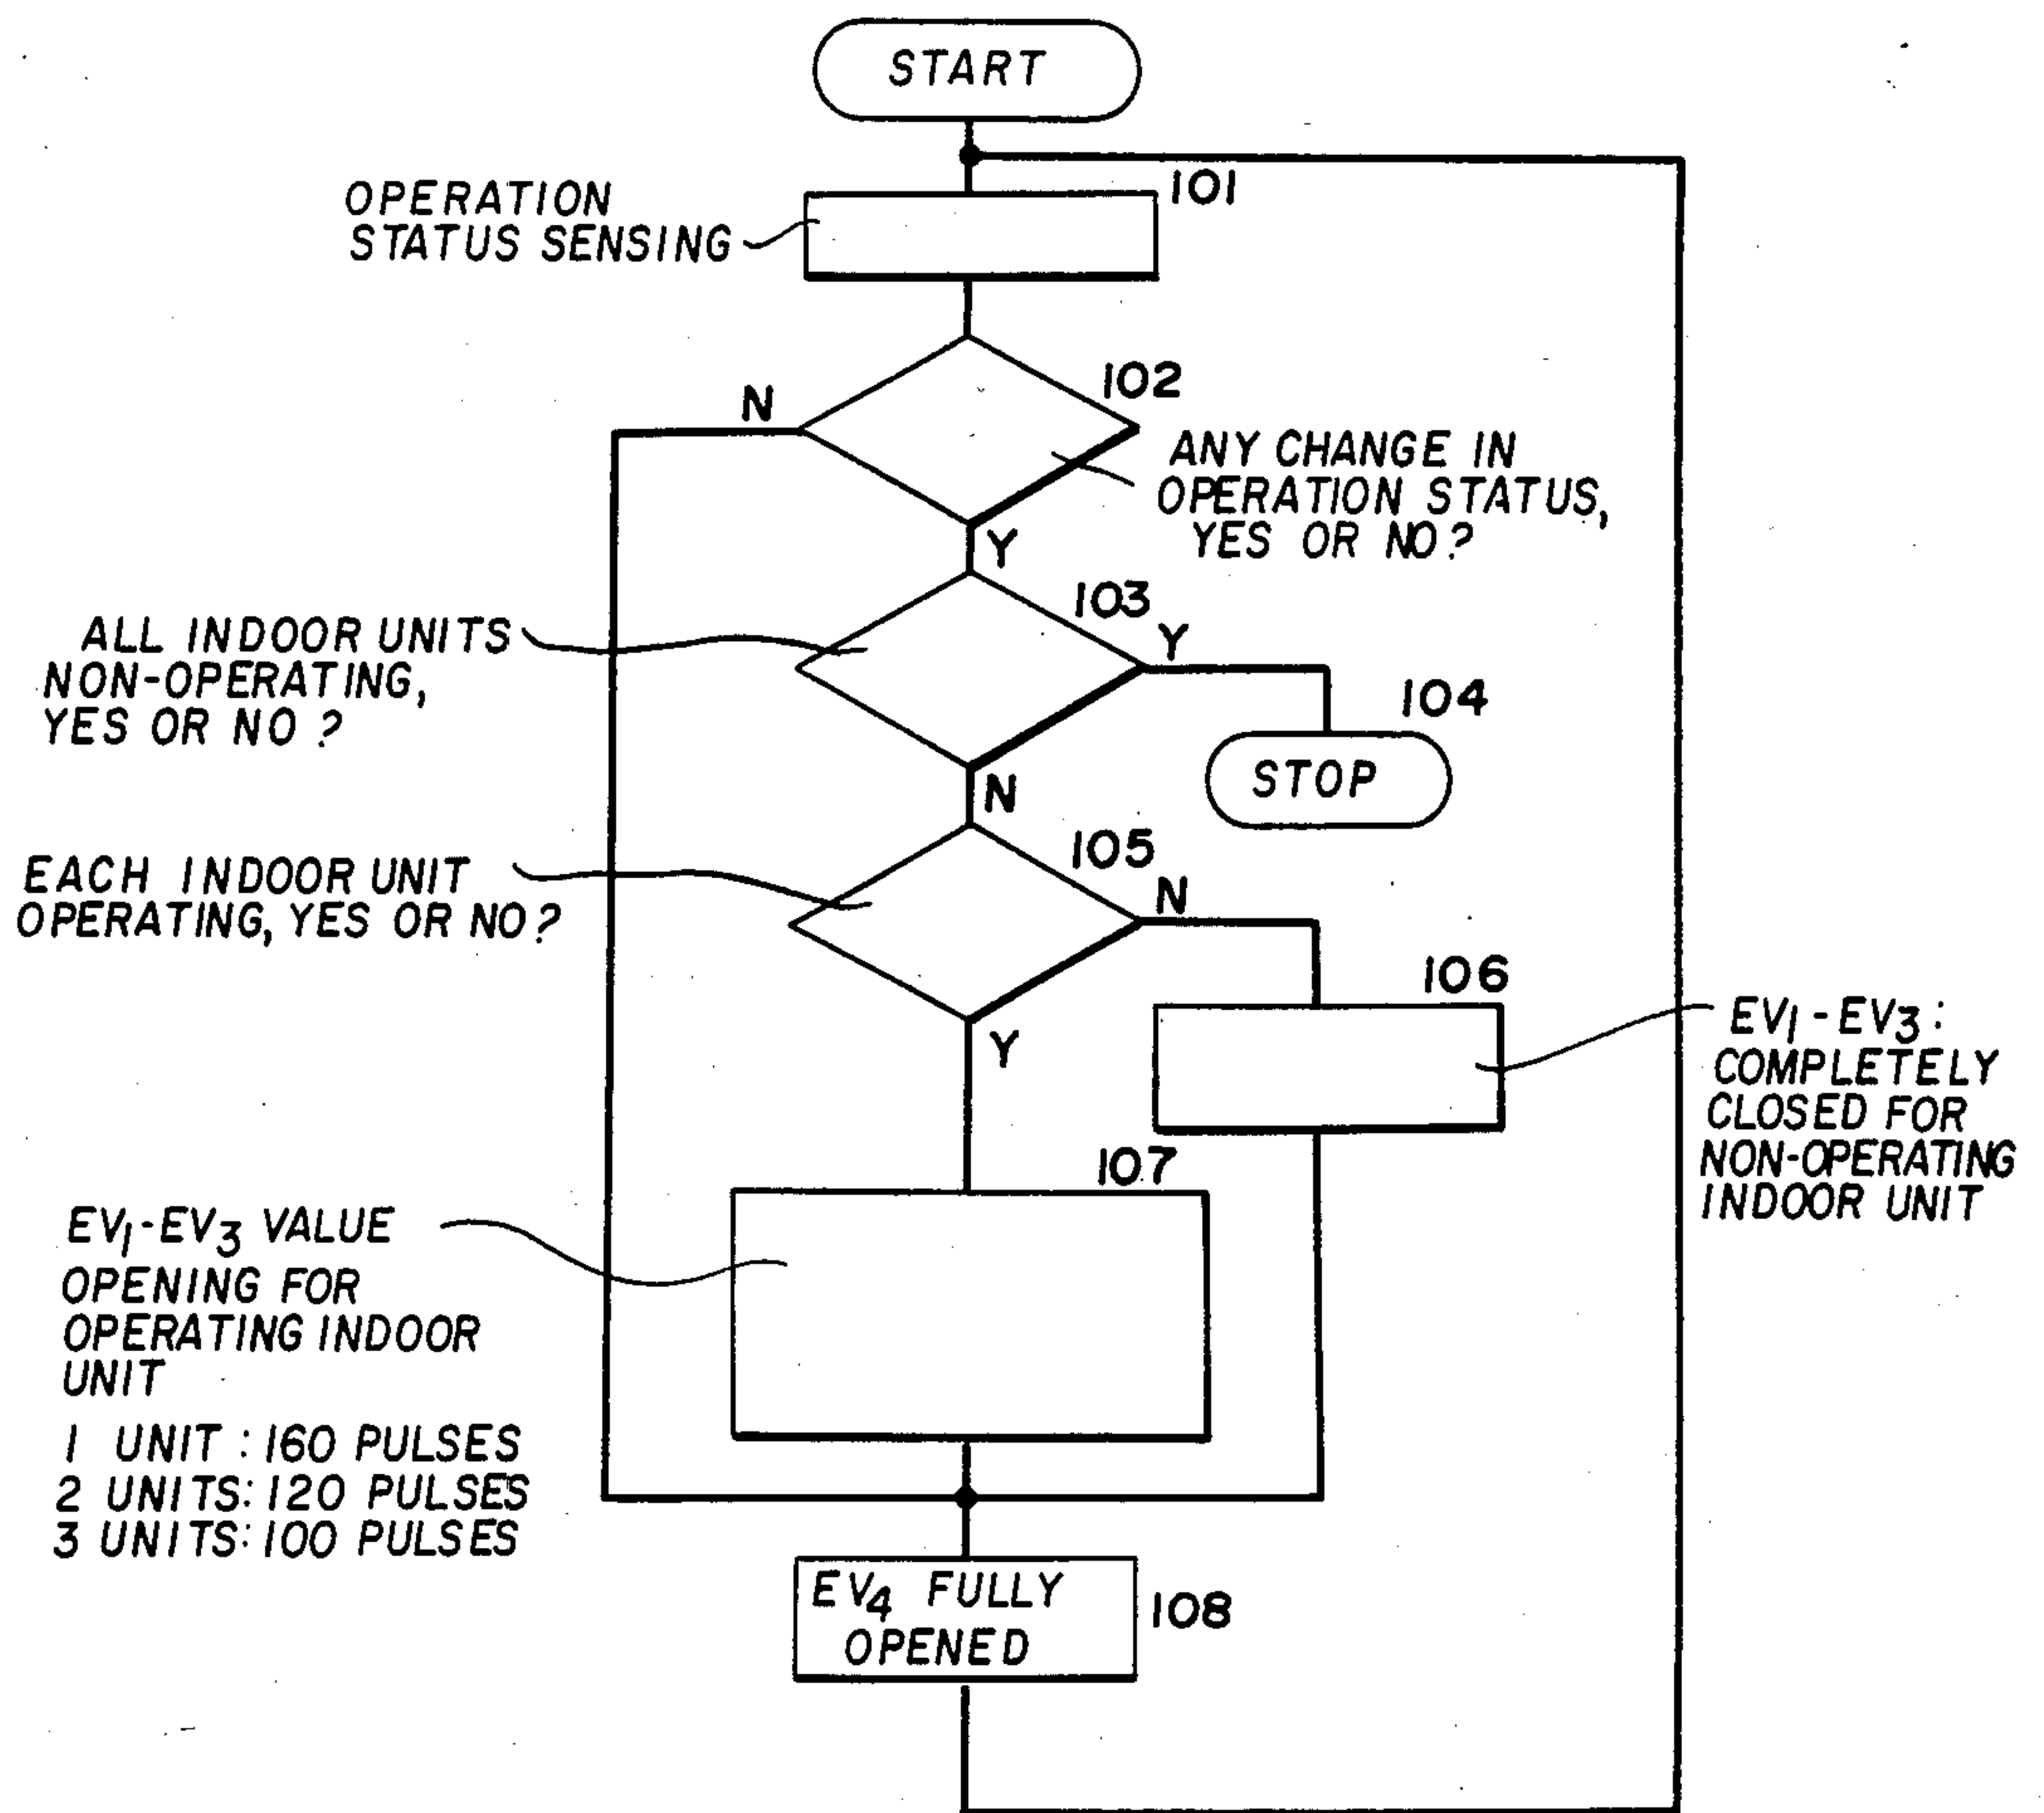 START
101
OPERATION
STATUS SENSING
102
N
ANY CHANGE IN
OPERATION STATUS,
YES OR NO?
Y
103
Y
ALL INDOOR UNITS
NON-OPERATING,
YES OR NO ?
104
STOP
N
105
N
EACH INDOOR UNIT
OPERATING, YES OR NO?
106
EV1-EV3:
COMPLETELY
CLOSED FOR
NON-OPERATING
INDOOR UNIT
Y
107
EV1-EV3 VALUE
OPENING FOR
OPERATING INDOOR
UNIT
1 UNIT : 160 PULSES
2 UNITS: 120 PULSES
3 UNITS: 100 PULSES
EV4 FULLY
OPENED
108